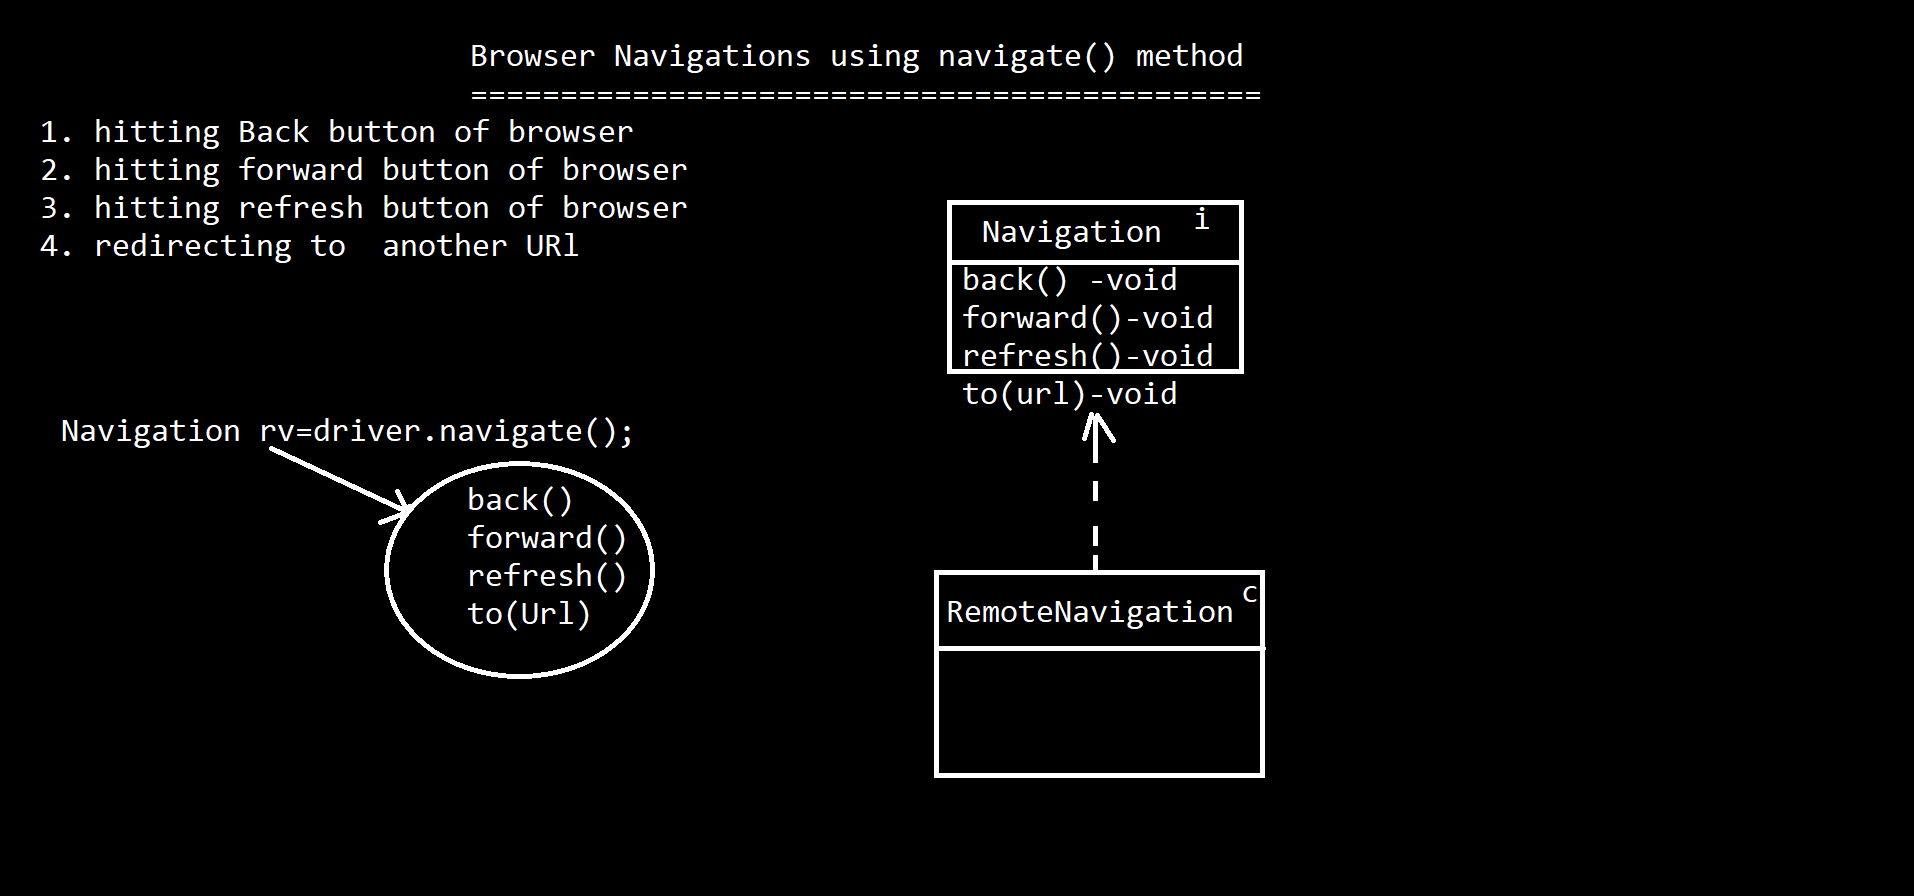 Browser Navigations using navigate() method
============================================
1. hitting Back button of browser
2. hitting forward button of browser
3. hitting refresh button of browser
4. redirecting to  another URl
Navigation i
back() -void
forward()-void
refresh()-void
to(url)-void
Navigation rv=driver.navigate();
back()
forward()
refresh()
to(Url)
RemoteNavigation c